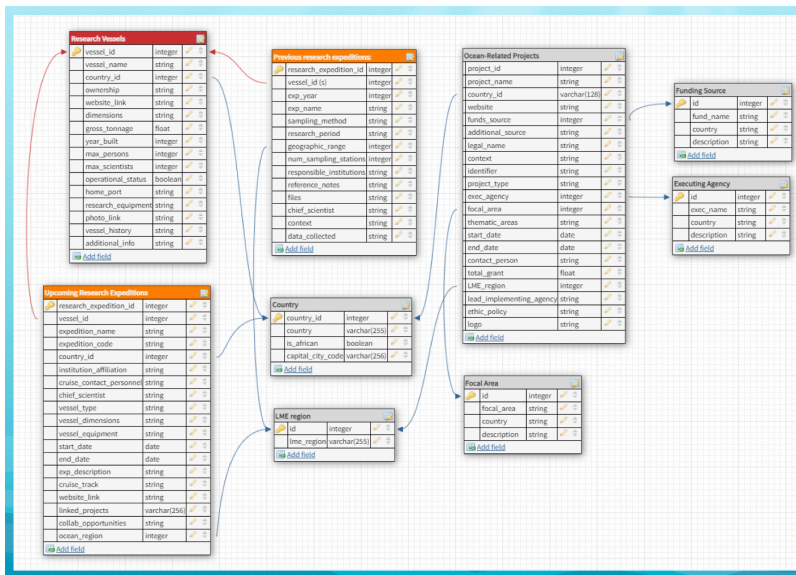 Research Vessels
vessel_id integer
vessel_name string
country_id integer
ownership string
website_link string
dimensions string
gross_tonnage float
year_built integer
max_persons integer
max_scientists integer
operational_status boolean
home_port string
research_equipment string
photo_link string
vessel_history string
additional_info string
Add field
Previous research expeditions:
research_expedition_id integer
vessel_id (s) integer
exp_year integer
exp_name string
sampling_method string
research_period string
geographic_range integer
num_sampling_stations integer
responsible_institutions string
reference_notes string
files string
chief_scientist string
context string
data_collected string
Add field
Ocean-Related Projects
project_id integer
project_name string
country_id varchar(128)
website string
funds_source integer
additional_source string
legal_name string
context string
identifier string
project_type string
exec_agency integer
focal_area integer
thematic_areas string
start_date date
end_date date
contact_person string
total_grant float
LME_region integer
lead_implementing_agency string
ethic_policy string
logo string
Add field
Funding Source
id integer
fund_name string
country string
description string
Add field
Executing Agency
id integer
exec_name string
country string
description string
Add field
Upcoming Research Expeditions
research_expedition_id integer
vessel_id integer
expedition_name string
expedition_code string
country_id integer
institution_affiliation string
cruise_contact_personnel string
chief_scientist string
vessel_type string
vessel_dimensions string
vessel_equipment string
start_date date
end_date date
exp_description string
cruise_track string
website_link string
linked_projects varchar(256)
collab_opportunities string
ocean_region integer
Add field
Country
country_id integer
country varchar(255)
is_african boolean
capital_city_code varchar(256)
Add field
LME region
id integer
lme_region varchar(255)
Add field
Focal Area
id integer
focal_area string
country string
description string
Add field